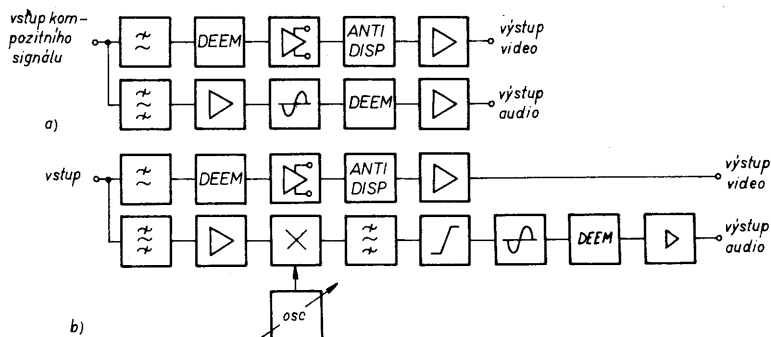 vstup kom-
pozitního
signálu
DEEM
ANTI
DISP
výstup
video
DEEM
výstup
audio
a)
vstup
DEEM
ANTI
DISP
výstup
video
DEEM
výstup
audio
OSC
b)